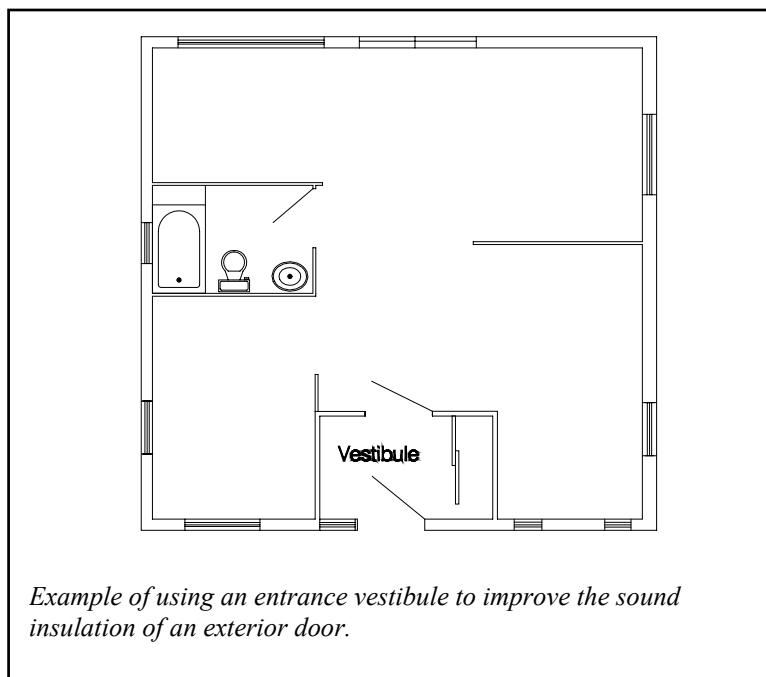 Vestibule
Example of using an entrance vestibule to improve the sound
insulation of an exterior door.